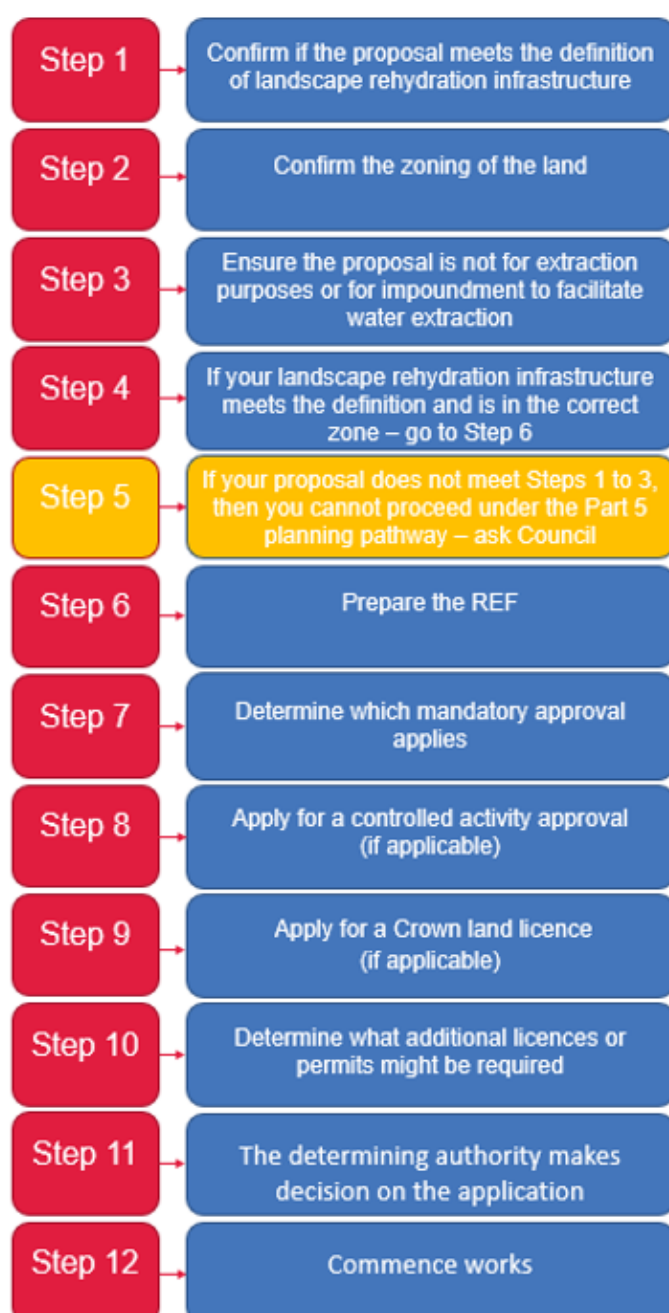 Step 1
Confirm if the proposal meets the definition
of landscape rehydration infrastructure
Step 2
Confirm the zoning of the land
Step 3
Ensure the proposal is not for extraction
purposes or for impoundment to facilitate
water extraction
Step 4
If your landscape rehydration infrastructure
meets the definition and is in the correct
zone – go to Step 6
Step 5
If your proposal does not meet Steps 1 to 3,
then you cannot proceed under the Part 5
planning pathway – ask Council
Step 6
Prepare the REF
Step 7
Determine which mandatory approval
applies
Step 8
Apply for a controlled activity approval
(if applicable)
Step 9
Apply for a Crown land licence
(if applicable)
Step 10
Determine what additional licences or
permits might be required
Step 11
The determining authority makes
decision on the application
Step 12
Commence works